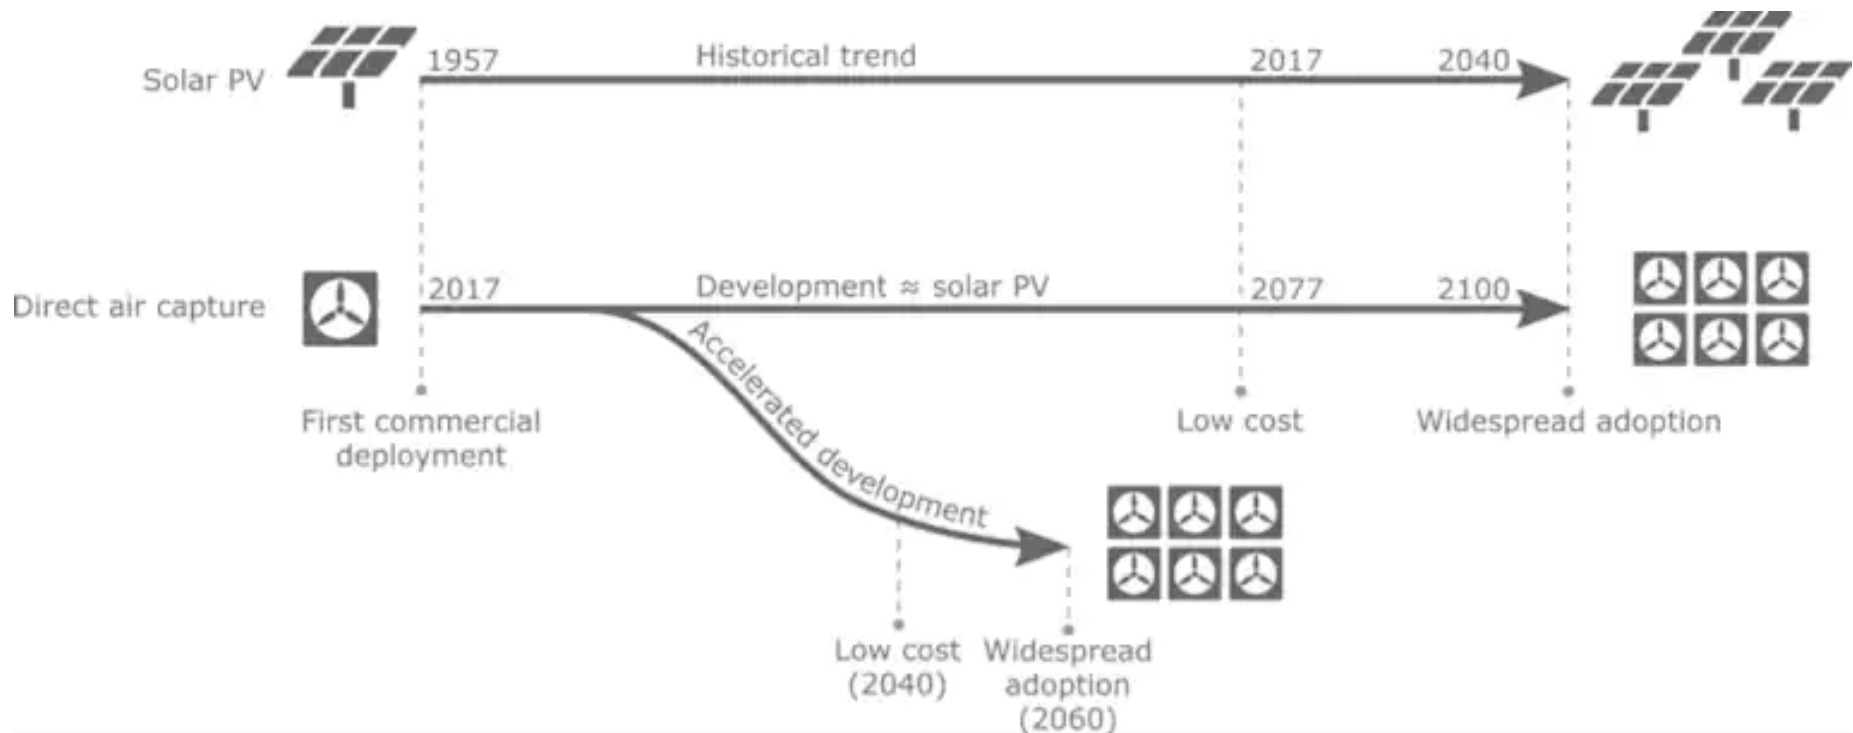 Solar PV
1957
Historical trend
2017
2040
Direct air capture
2017
Development ≈ solar PV
2077
2100
Accelerated development
First commercial
deployment
Low cost
Widespread adoption
Low cost
(2040)
Widespread
adoption
(2060)